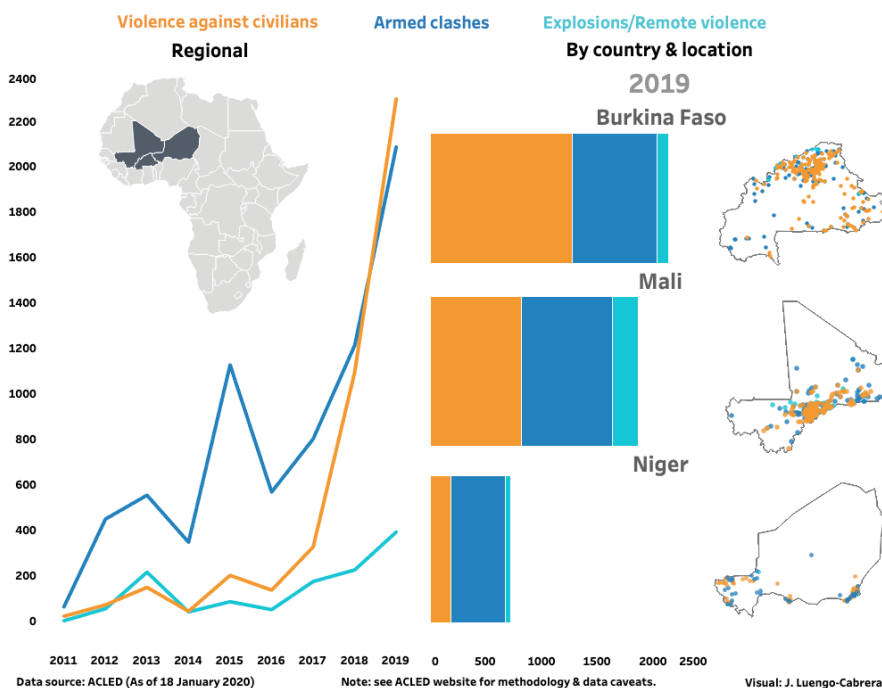 Violence against civilians Armed clashes Explosions/Remote violence
Regional By country & location
2019
2400
2200
2000
1800
1600
1400
1200
1000
800
600
400
200
0
2011 2012 2013 2014 2015 2016 2017 2018 2019
Burkina Faso
Mali
Niger
0 500 1000 1500 2000 2500
Data source: ACLED (As of 18 January 2020) Note: see ACLED website for methodology & data caveats. Visual: J. Luengo-Cabrera